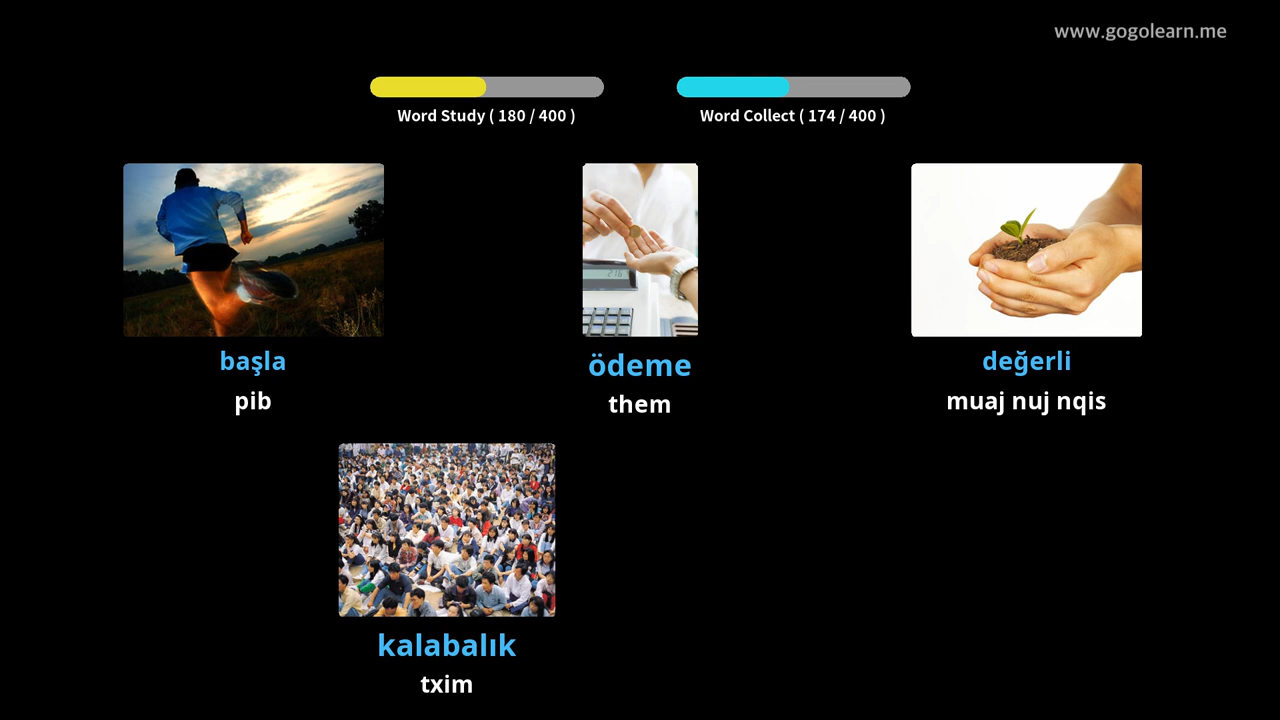 www.gogolearn.me
Word Study ( 180 / 400 )
Word Collect ( 174 / 400 )
başla
pib
ödeme
them
değerli
muaj nuj nqis
kalabalık
txim